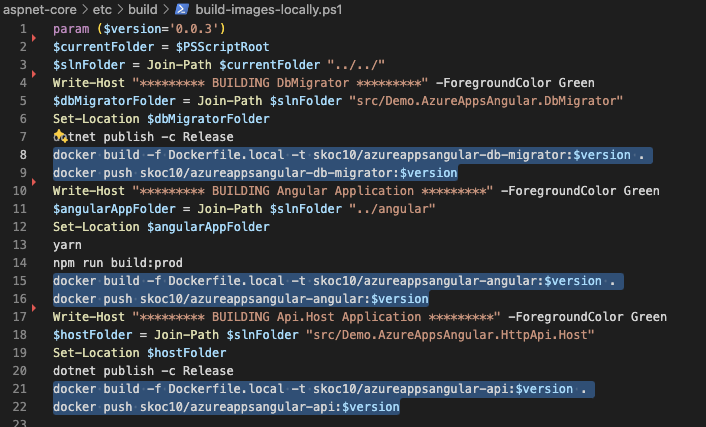 aspnet-core > etc > build > build-images-locally.ps1
1 param ($version='0.0.3')
2 $currentFolder = $PSScriptRoot
3 $slnFolder = Join-Path $currentFolder "../../"
4 Write-Host "********* BUILDING DbMigrator *********" -ForegroundColor Green
5 $dbMigratorFolder = Join-Path $slnFolder "src/Demo.AzureAppsAngular.DbMigrator"
6 Set-Location $dbMigratorFolder
7 dotnet publish -c Release
8 docker build -f Dockerfile.local -t skoc10/azureappsangular-db-migrator:$version .
9 docker push skoc10/azureappsangular-db-migrator:$version
10 Write-Host "********* BUILDING Angular Application *********" -ForegroundColor Green
11 $angularAppFolder = Join-Path $slnFolder "../angular"
12 Set-Location $angularAppFolder
13 yarn
14 npm run build:prod
15 docker build -f Dockerfile.local -t skoc10/azureappsangular-angular:$version .
16 docker push skoc10/azureappsangular-angular:$version
17 Write-Host "********* BUILDING Api.Host Application *********" -ForegroundColor Green
18 $hostFolder = Join-Path $slnFolder "src/Demo.AzureAppsAngular.HttpApi.Host"
19 Set-Location $hostFolder
20 dotnet publish -c Release
21 docker build -f Dockerfile.local -t skoc10/azureappsangular-api:$version .
22 docker push skoc10/azureappsangular-api:$version
23